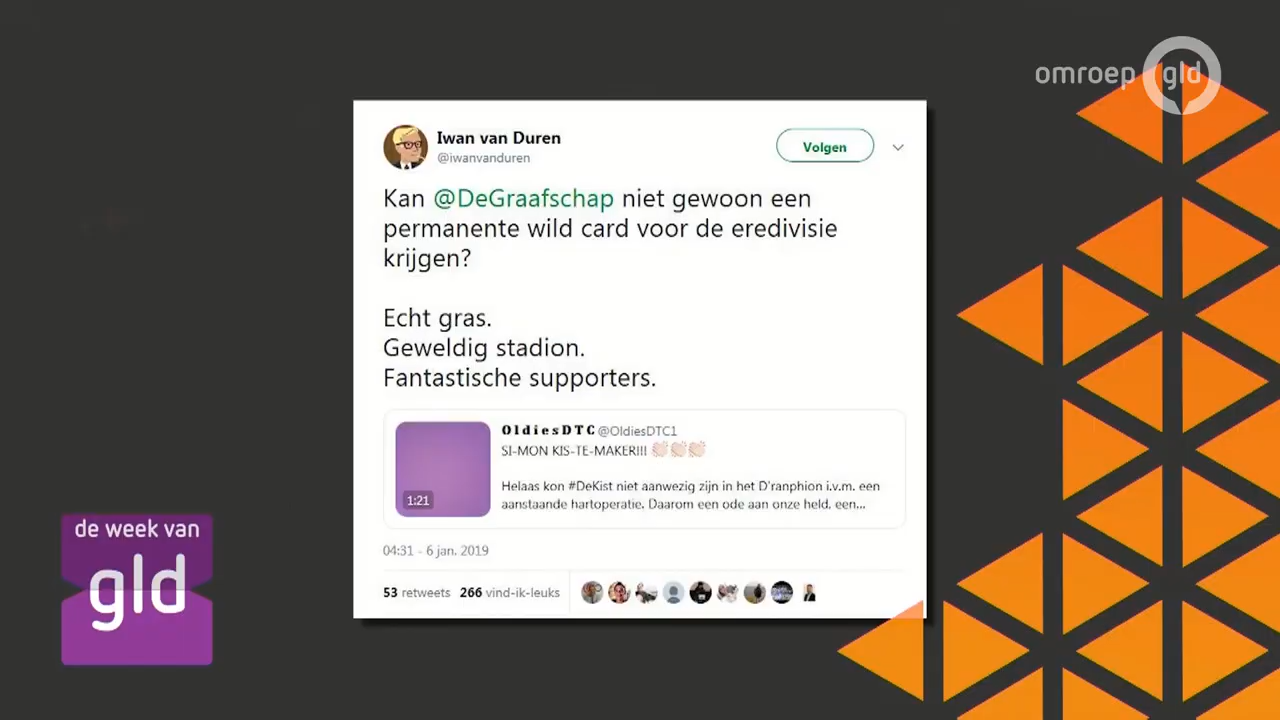 omroep gld
Iwan van Duren
@iwanvanduren
Volgen
Kan @DeGraafschap niet gewoon een
permanente wild card voor de eredivisie
krijgen?
Echt gras.
Geweldig stadion.
Fantastische supporters.
OldiesDTC @OldiesDTC1
SI-MON KIS-TE-MAKER!!!
Helaas kon #DeKist niet aanwezig zijn in het D'ranphion i.v.m. een
aanstaande hartoperatie. Daarom een ode aan onze held, een...
1:21
04:31 - 6 jan. 2019
53 retweets 266 vind-ik-leuks
de week van
gld